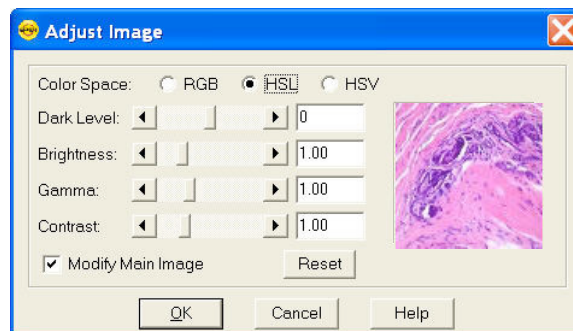 Adjust Image
Color Space: RGB HSL HSV
Dark Level: 0
Brightness: 1.00
Gamma: 1.00
Contrast: 1.00
Modify Main Image Reset
OK Cancel Help